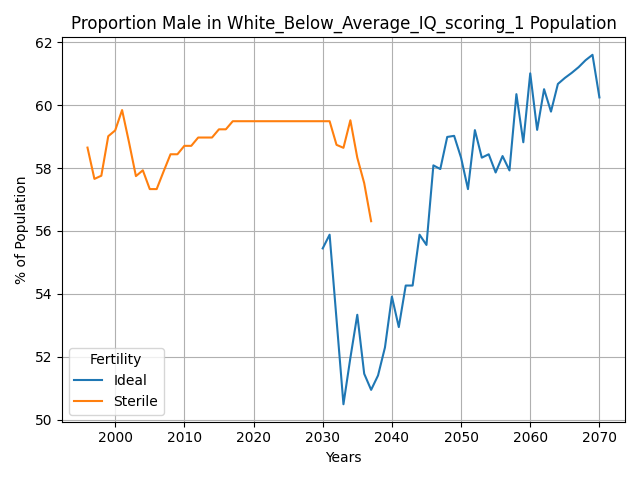 Proportion Male in White_Below_Average_IQ_scoring_1 Population
62
60
58
56
54
52
50
% of Population
Fertility
Ideal
Sterile
2000 2010 2020 2030 2040 2050 2060 2070
Years